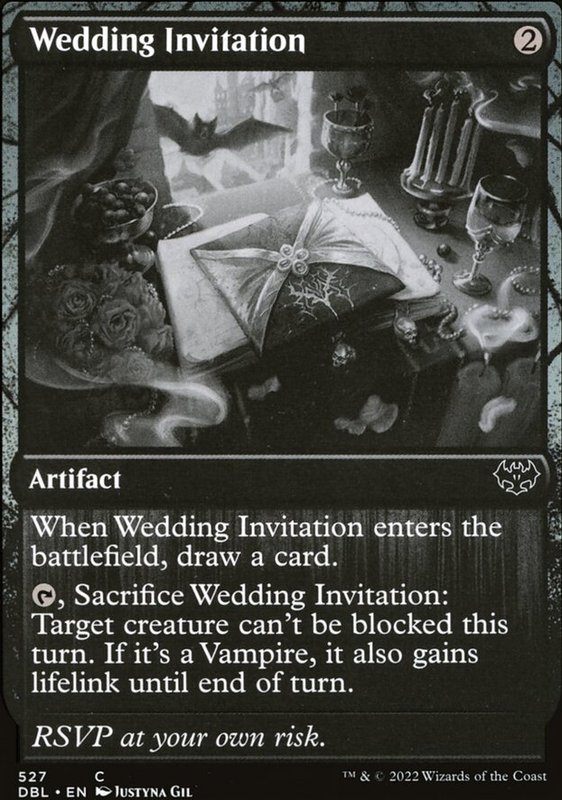 Wedding Invitation 2
Artifact
When Wedding Invitation enters the
battlefield, draw a card.
, Sacrifice Wedding Invitation:
Target creature can't be blocked this
turn. If it's a Vampire, it also gains
lifelink until end of turn.
RSVP at your own risk.
527 C
DBL • EN Justyna Gil
™ & © 2022 Wizards of the Coast